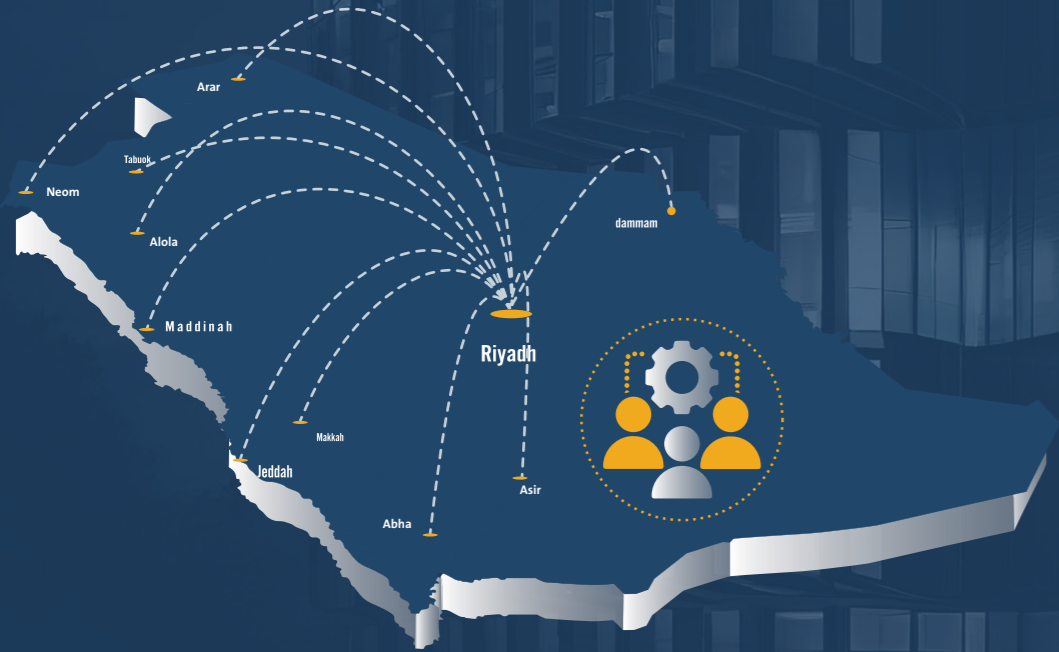 Arar
Tabuok
Neom
Alola
dammam
Maddinah
Riyadh
Makkah
Jeddah
Asir
Abha